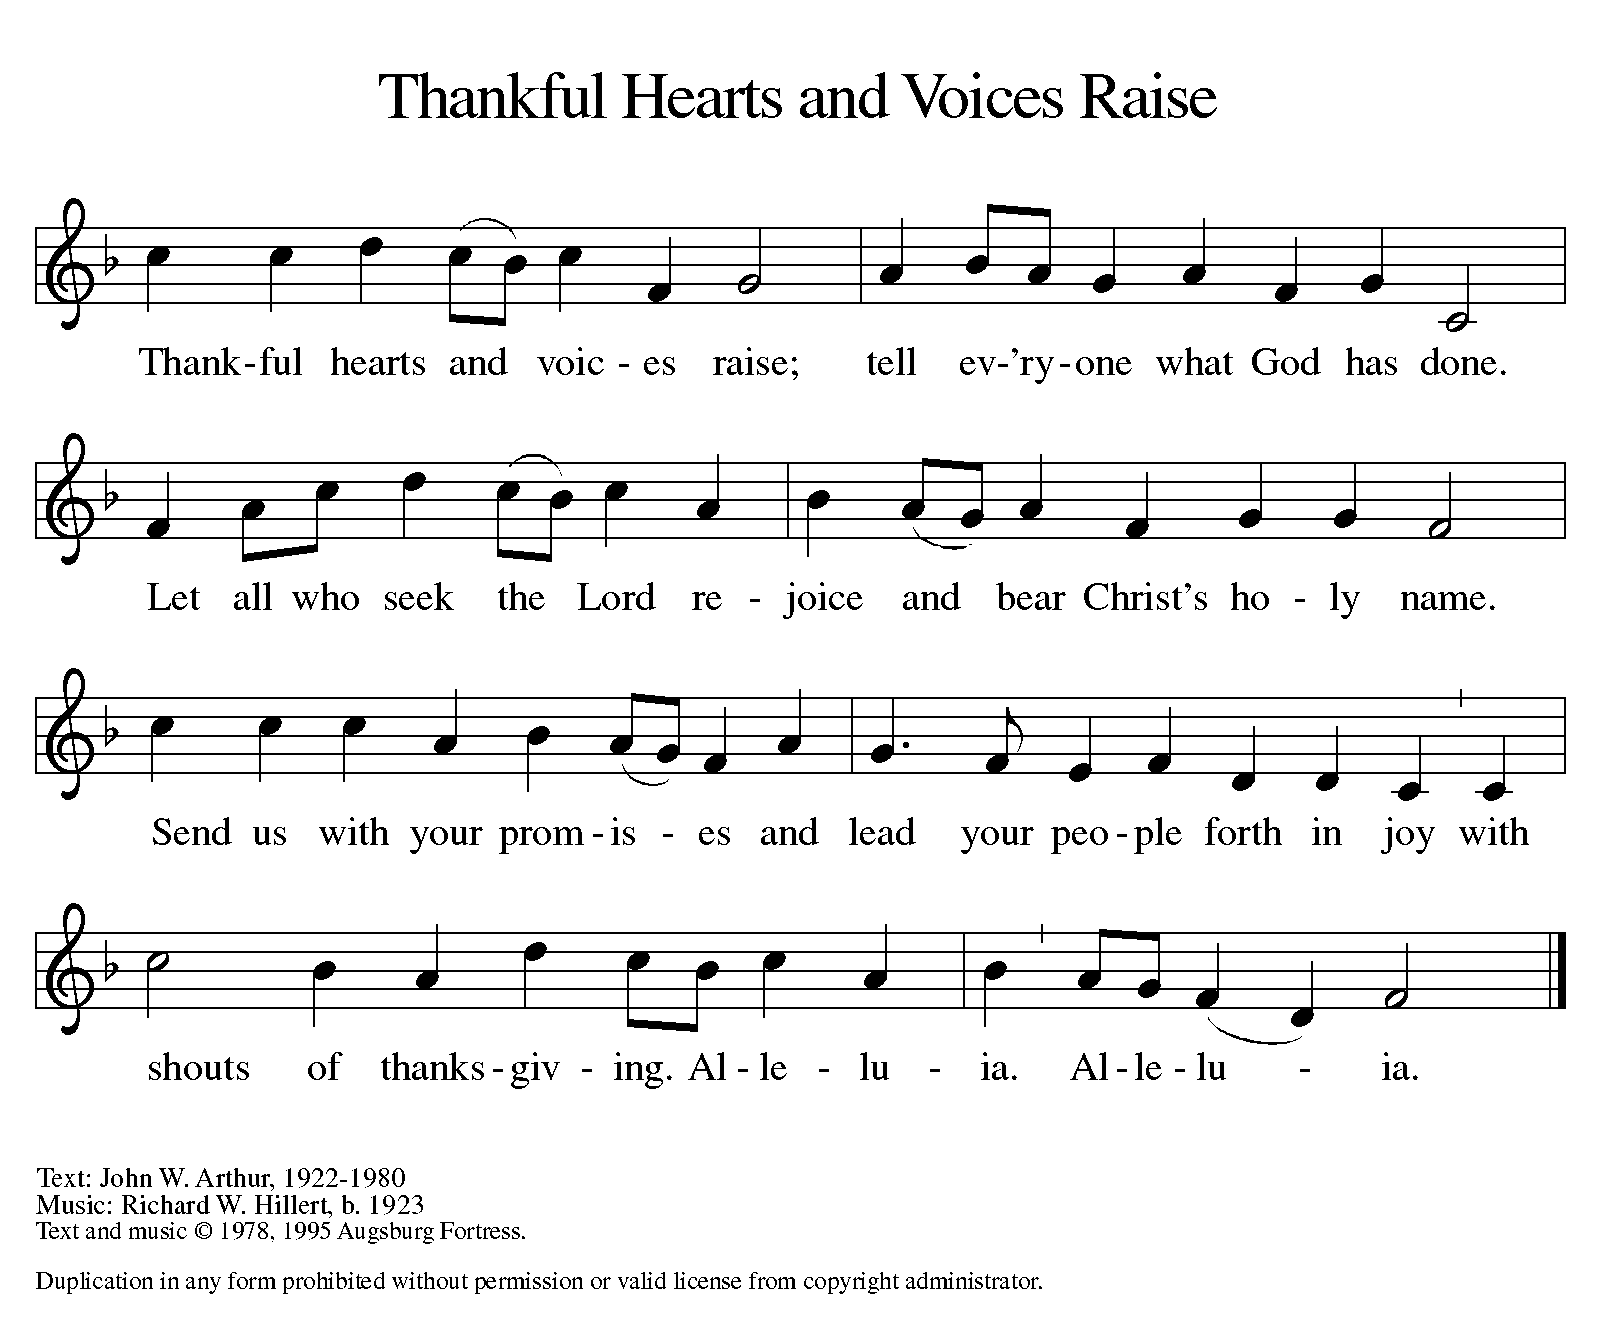 Thankful Hearts and Voices Raise
Thank-ful hearts and voic - es raise; tell ev-'ry-one what God has done.
Let all who seek the Lord re - joice and bear Christ's ho - ly name.
Send us with your prom-is - es and lead your peo-ple forth in joy with
shouts of thanks-giv - ing. Al-le - lu - ia. Al-le-lu - ia.
Text: John W. Arthur, 1922-1980
Music: Richard W. Hillert, b. 1923
Text and music © 1978, 1995 Augsburg Fortress.
Duplication in any form prohibited without permission or valid license from copyright administrator.